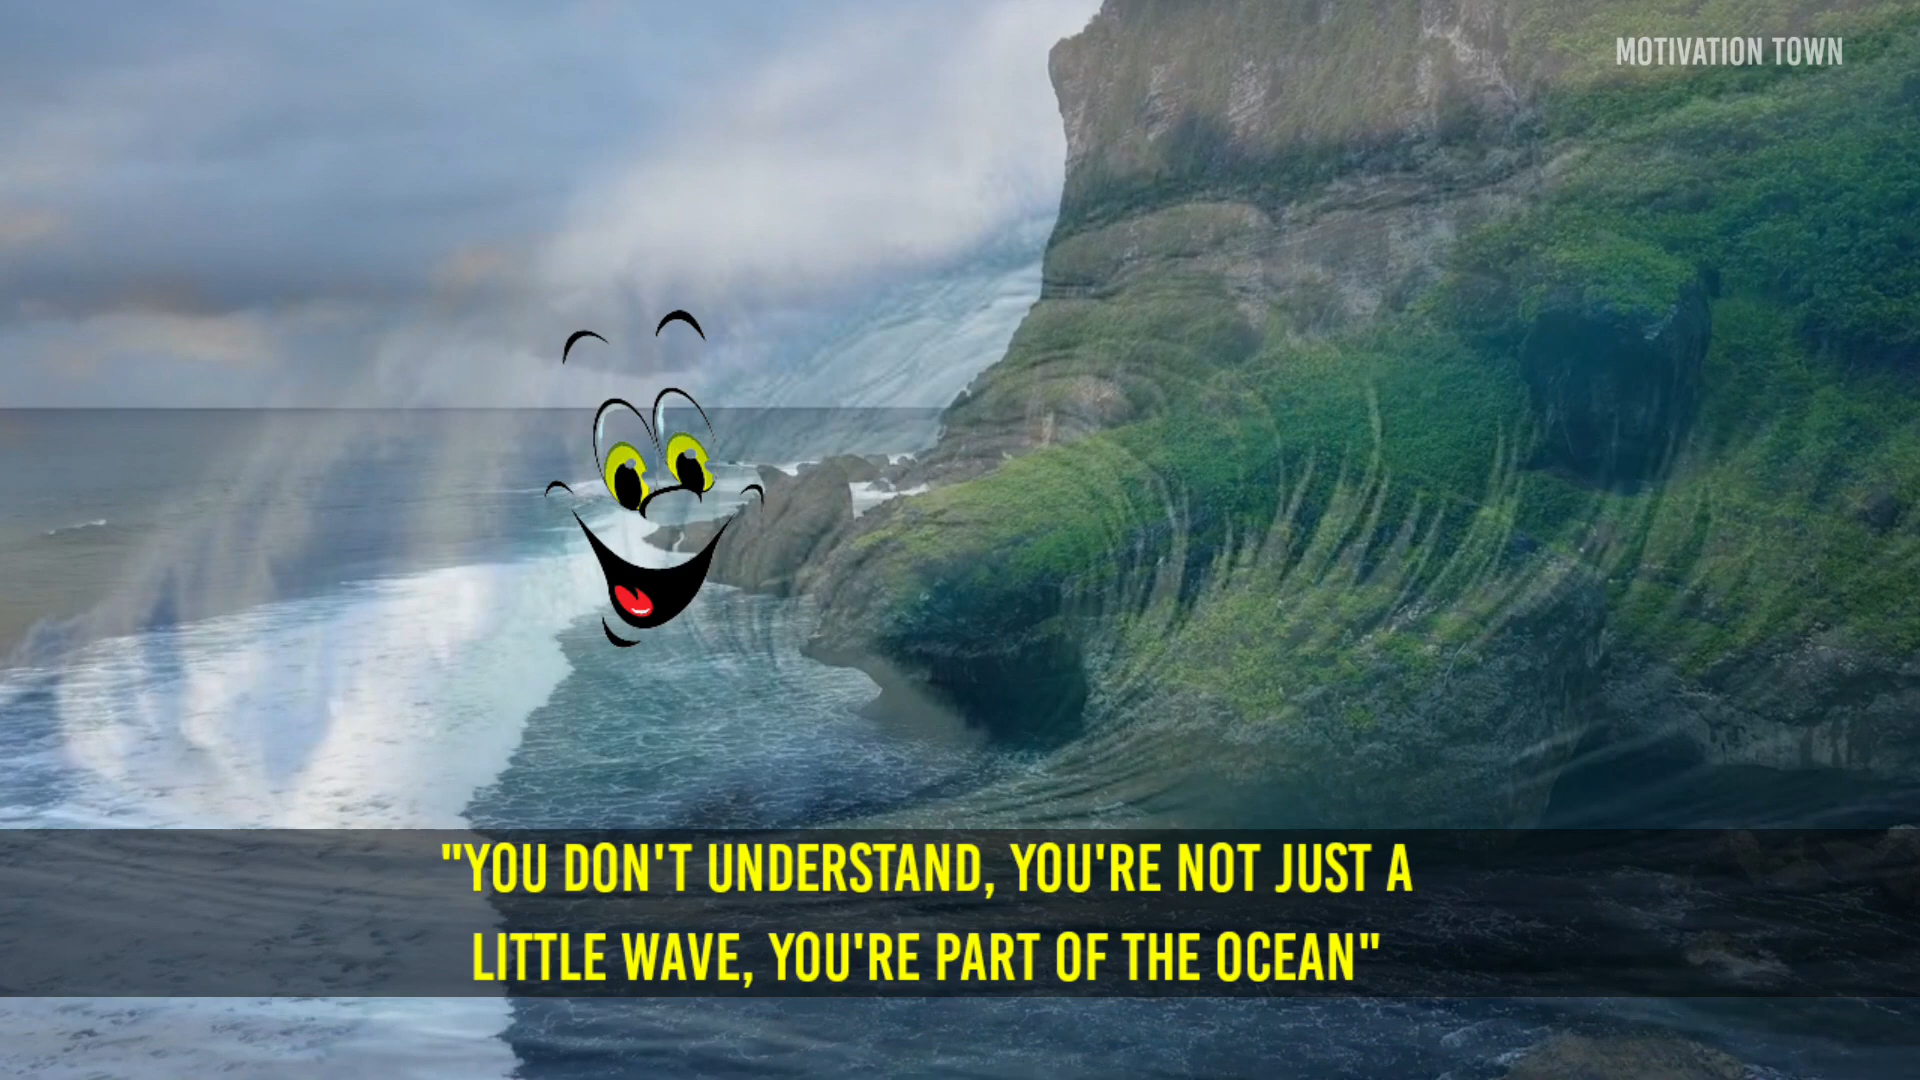 MOTIVATION TOWN
"YOU DON'T UNDERSTAND, YOU'RE NOT JUST A
LITTLE WAVE, YOU'RE PART OF THE OCEAN"